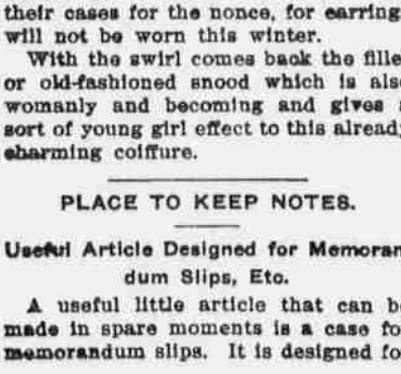 their cases for the nonce, for earring
will not be worn this winter.
With the swirl comes back the fille
or old-fashioned snood which is als
womanly and becoming and gives a
sort of young girl effect to this alread
charming coiffure.
PLACE TO KEEP NOTES.
Useful Article Designed for Memoran
dum Slips, Etc.
A useful little article that can b
made in spare moments is a case fo
memorandum slips. It is designed fo